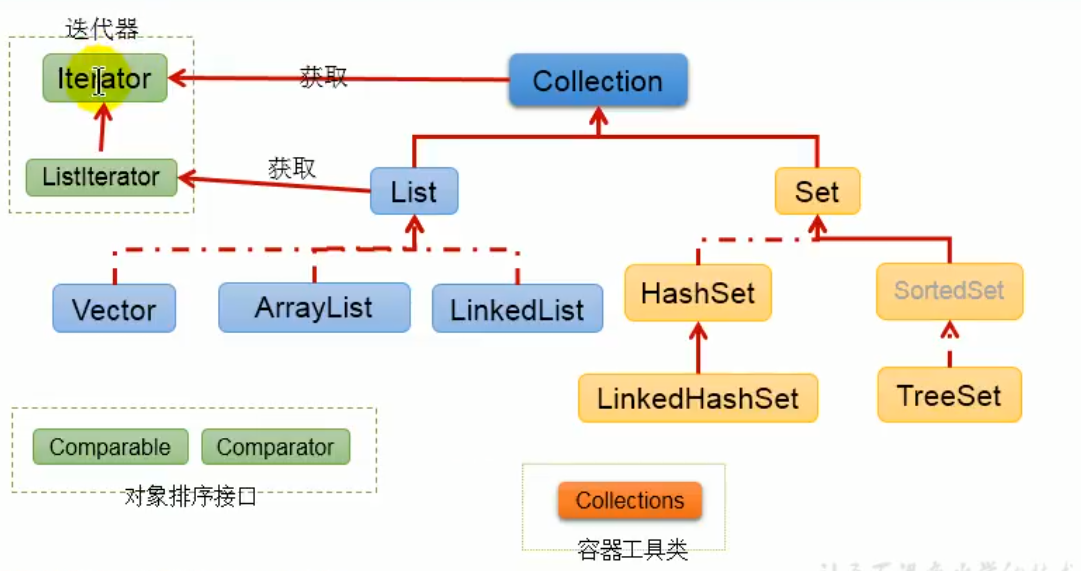 迭代器
Iterator
获取
Collection
ListIterator
获取
List
Set
Vector
ArrayList
LinkedList
HashSet
SortedSet
LinkedHashSet
TreeSet
Comparable
Comparator
对象排序接口
Collections
容器工具类